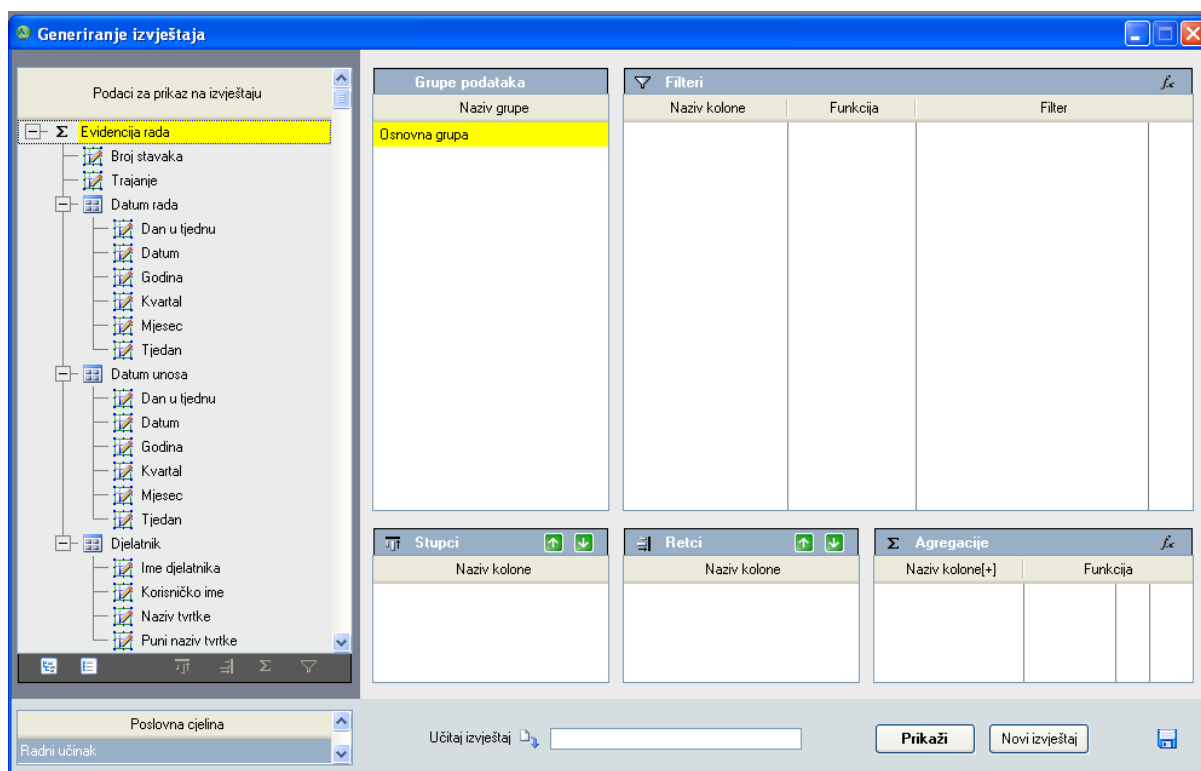 Generiranje izvještaja
Podaci za prikaz na izvještaju
Σ Evidencija rada
Broj stavaka
Trajanje
Datum rada
Dan u tjednu
Datum
Godina
Kvartal
Mjesec
Tjedan
Datum unosa
Dan u tjednu
Datum
Godina
Kvartal
Mjesec
Tjedan
Djelatnik
Ime djelatnika
Korisničko ime
Naziv tvrtke
Puni naziv tvrtke
Σ
Poslovna cjelina
Radni učinak
Grupe podataka
Naziv grupe
Osnovna grupa
Filteri fx
Naziv kolone Funkcija Filter
Stupci
Naziv kolone
Retci
Naziv kolone
Σ Agregacije fx
Naziv kolone[+] Funkcija
Učitaj izvještaj
Prikaži Novi izvještaj